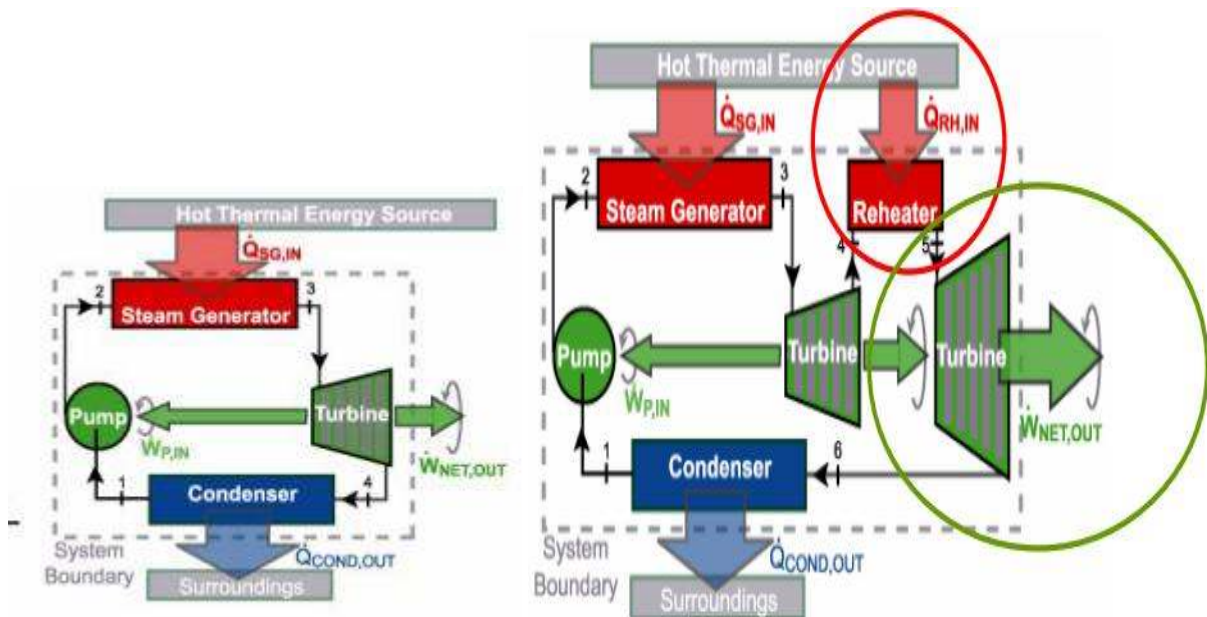 Hot Thermal Energy Source
Q̇SG,IN
2
3
Steam Generator
Pump
ẆP,IN
Turbine
ẆNET,OUT
1
Condenser
4
System
Boundary
Q̇COND,OUT
Surroundings
Hot Thermal Energy Source
Q̇SG,IN
Q̇RH,IN
2
3
Steam Generator
Reheater
4
5
Pump
ẆP,IN
Turbine
Turbine
ẆNET,OUT
1
Condenser
6
System
Boundary
Q̇COND,OUT
Surroundings